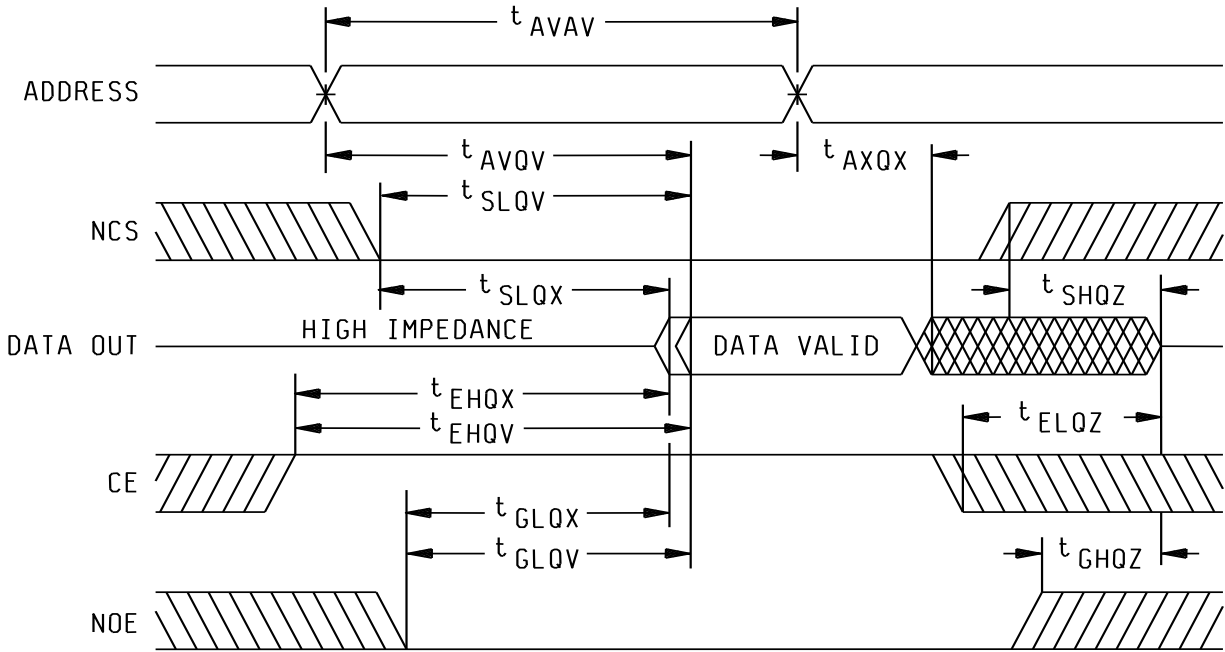 t AVAV
ADDRESS
t AVQV
t AXQX
t SLQV
NCS
t SLQX
t SHQZ
HIGH IMPEDANCE
DATA OUT
DATA VALID
t EHQX
t ELQZ
t EHQV
CE
t GLQX
t GLQV
t GHQZ
NOE